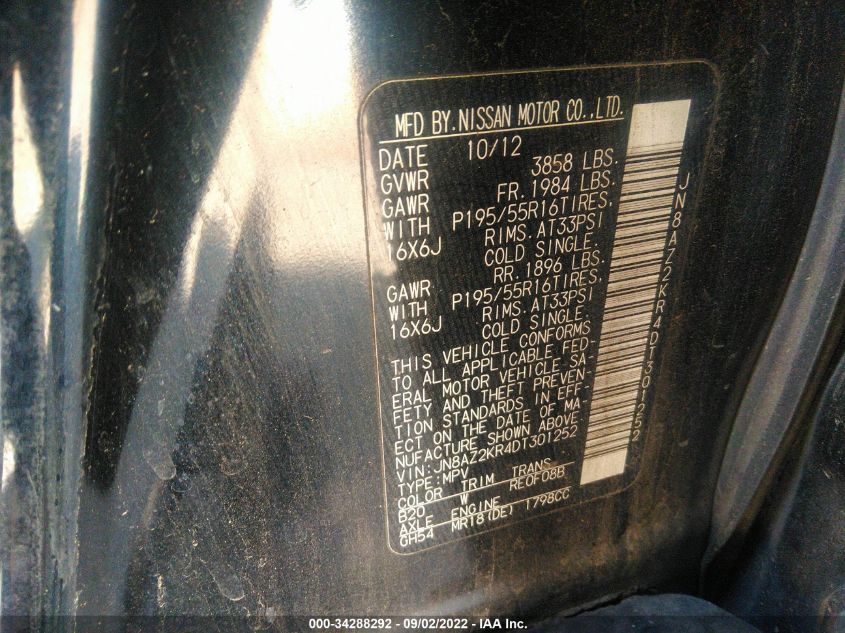 MFD BY.NISSAN MOTOR CO.,LTD.
DATE 10/12
GVWR 3858 LBS.
GAWR FR. 1984 LBS.
WITH P195/55R16TIRES,
16X6J RIMS. AT33PSI
COLD SINGLE.
GAWR RR. 1896 LBS.
WITH P195/55R16TIRES,
16X6J RIMS. AT33PSI
COLD SINGLE.
THIS VEHICLE CONFORMS
TO ALL APPLICABLE FED-
ERAL MOTOR VEHICLE SA-
FETY AND THEFT PREVEN-
TION STANDARDS IN EFF-
ECT ON THE DATE OF MA-
NUFACTURE SHOWN ABOVE
VIN:JN8AZ2KR4DT301252
TYPE:MPV
COLOR TRIM TRANS
B20 W RE0F08B
AXLE ENGINE
GH54 MR18(DE) 1798CC
JN8AZ2KR4DT301252
000-34288292 - 09/02/2022 - IAA Inc.